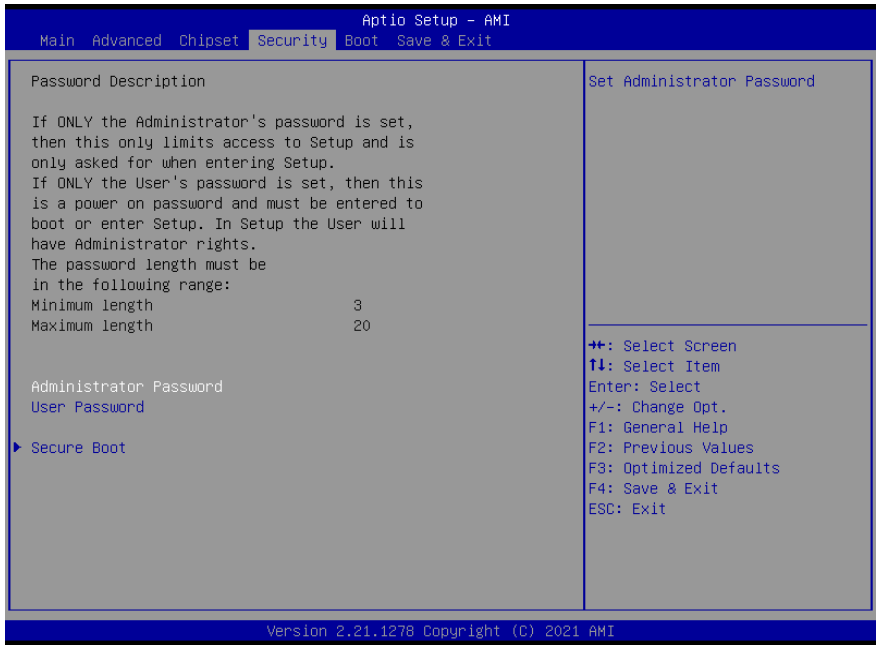 Aptio Setup – AMI
Main Advanced Chipset Security Boot Save & Exit
Password Description
If ONLY the Administrator's password is set,
then this only limits access to Setup and is
only asked for when entering Setup.
If ONLY the User's password is set, then this
is a power on password and must be entered to
boot or enter Setup. In Setup the User will
have Administrator rights.
The password length must be
in the following range:
Minimum length 3
Maximum length 20
Administrator Password
User Password
Secure Boot
Set Administrator Password
→←: Select Screen
↑↓: Select Item
Enter: Select
+/-: Change Opt.
F1: General Help
F2: Previous Values
F3: Optimized Defaults
F4: Save & Exit
ESC: Exit
Version 2.21.1278 Copyright (C) 2021 AMI